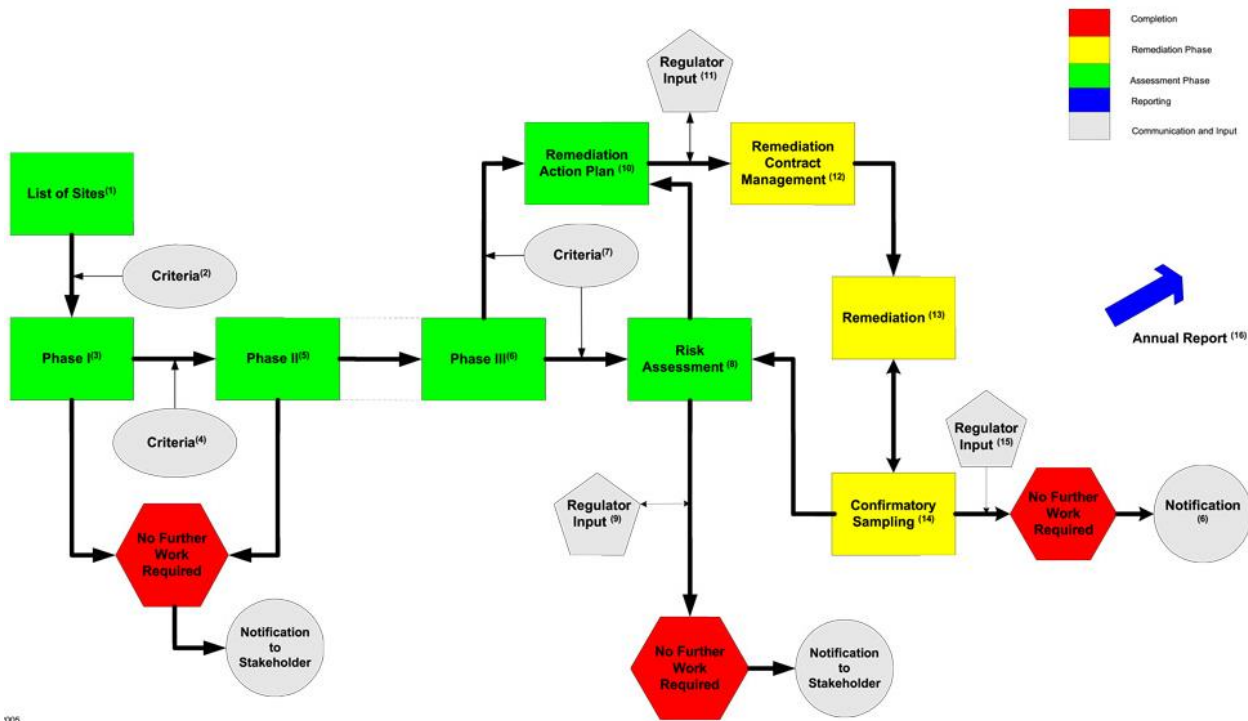 Completion
Remediation Phase
Assessment Phase
Reporting
Communication and Input
Regulator
Input (11)
Remediation
Action Plan (10)
Remediation
Contract
Management (12)
List of Sites(1)
Criteria(2)
Criteria(7)
Phase I(3)
Phase II(5)
Phase III(6)
Risk
Assessment (8)
Remediation (13)
Annual Report (16)
Criteria(4)
Regulator
Input (15)
Regulator
Input (9)
Confirmatory
Sampling (14)
No Further
Work
Required
Notification
(6)
No Further
Work
Required
Notification
to
Stakeholder
No Further
Work
Required
Notification
to
Stakeholder